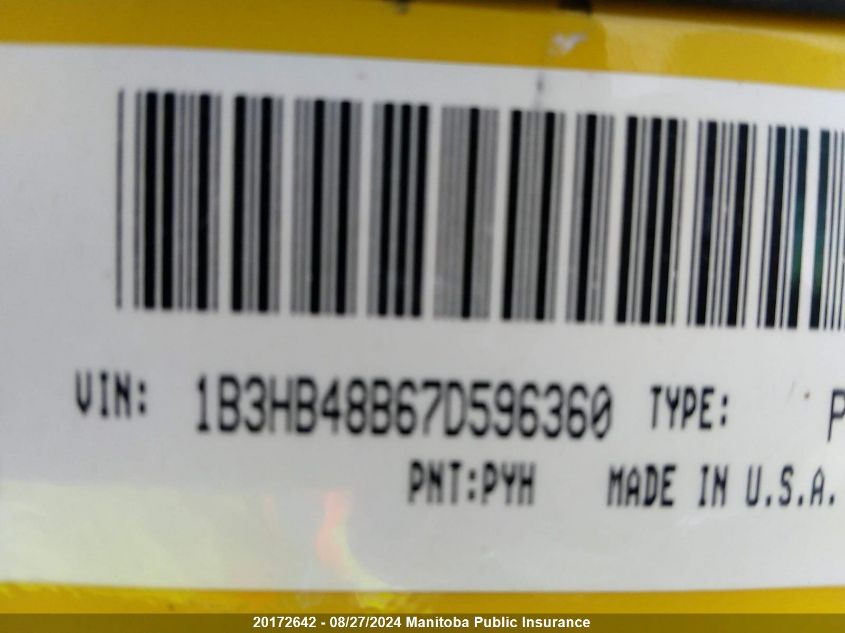 VIN: 1B3HB48B67D596360 TYPE: P
PNT:PYH MADE IN U.S.A.
20172642 - 08/27/2024 Manitoba Public Insurance